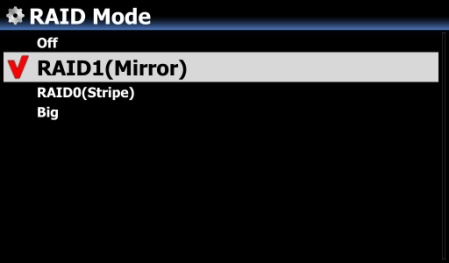 RAID Mode
Off
RAID1(Mirror)
RAID0(Stripe)
Big